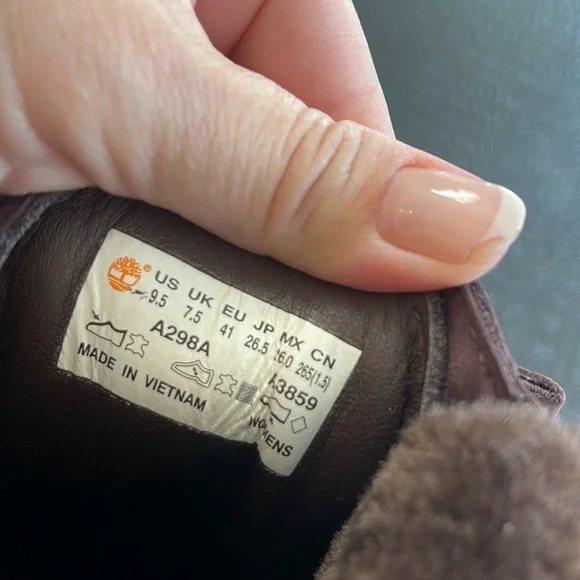 ® US UK EU JP MX CN
9.5 7.5 41 26.5 26.0 265(1.5)
A298A A3859
MADE IN VIETNAM WOMENS